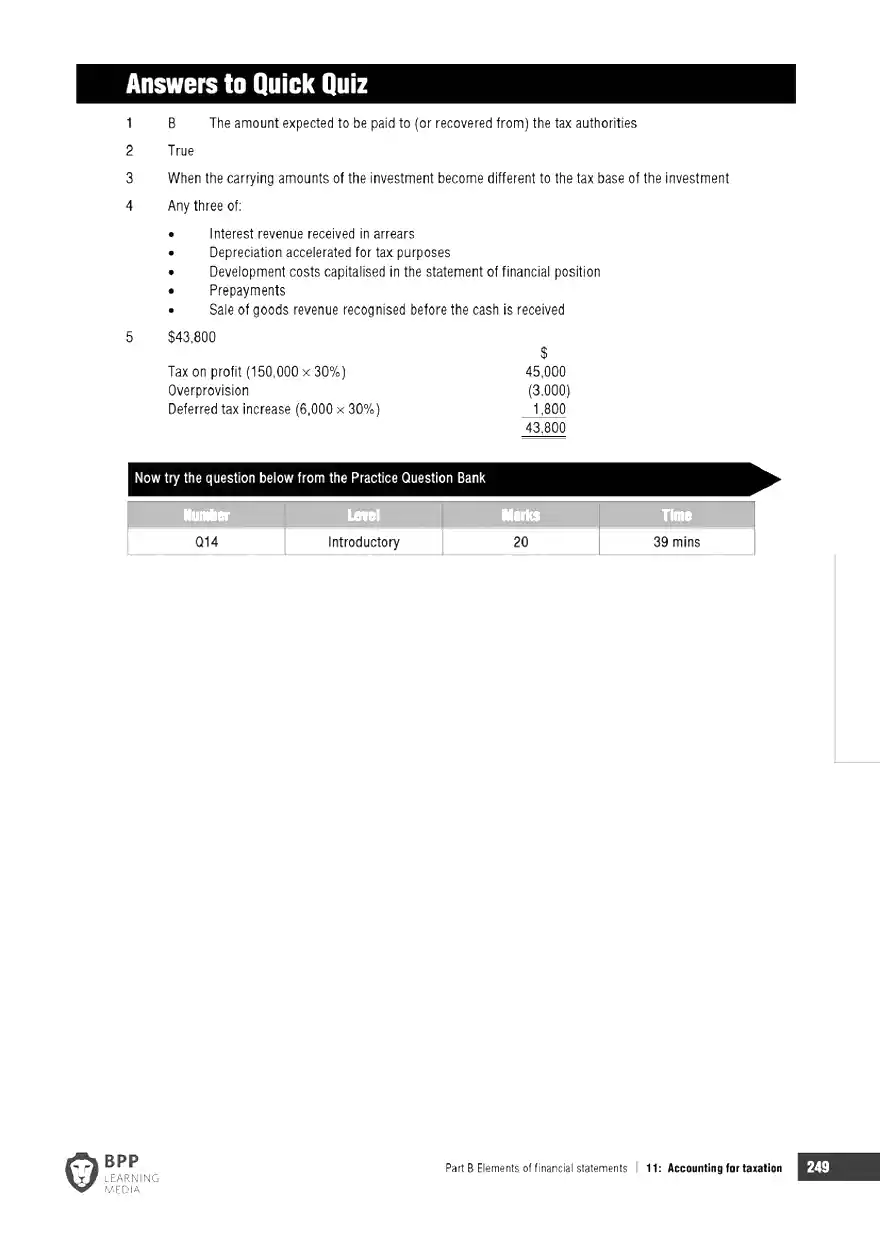 Answers to Quick Quiz
1 B The amount expected to be paid to (or recovered from) the tax authorities
2 True
3 When the carrying amounts of the investment become different to the tax base of the investment
4 Any three of:
• Interest revenue received in arrears
• Depreciation accelerated for tax purposes
• Development costs capitalised in the statement of financial position
• Prepayments
• Sale of goods revenue recognised before the cash is received
5 $43,800
$
Tax on profit (150,000 × 30%) 45,000
Overprovision (3,000)
Deferred tax increase (6,000 × 30%) 1,800
43,800
Now try the question below from the Practice Question Bank
Number Level Marks Time
Q14 Introductory 20 39 mins
BPP
LEARNING
MEDIA
Part B Elements of financial statements | 11: Accounting for taxation 249